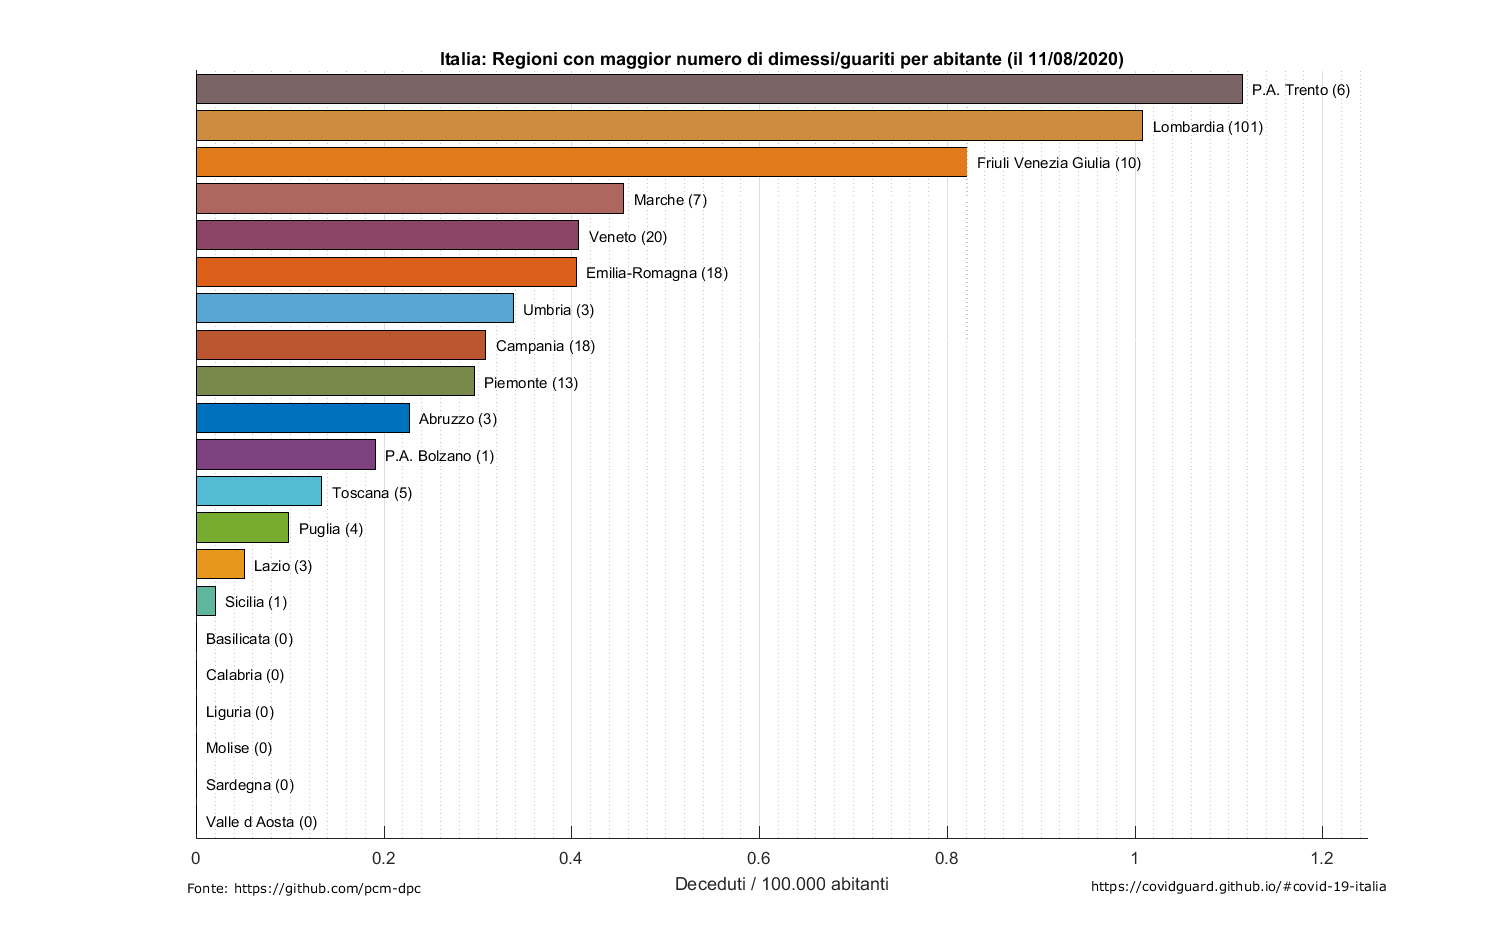 Italia: Regioni con maggior numero di dimessi/guariti per abitante (il 11/08/2020)
P.A. Trento (6)
Lombardia (101)
Friuli Venezia Giulia (10)
Marche (7)
Veneto (20)
Emilia-Romagna (18)
Umbria (3)
Campania (18)
Piemonte (13)
Abruzzo (3)
P.A. Bolzano (1)
Toscana (5)
Puglia (4)
Lazio (3)
Sicilia (1)
Basilicata (0)
Calabria (0)
Liguria (0)
Molise (0)
Sardegna (0)
Valle d Aosta (0)
0 0.2 0.4 0.6 0.8 1 1.2
Deceduti / 100.000 abitanti
Fonte: https://github.com/pcm-dpc
https://covidguard.github.io/#covid-19-italia